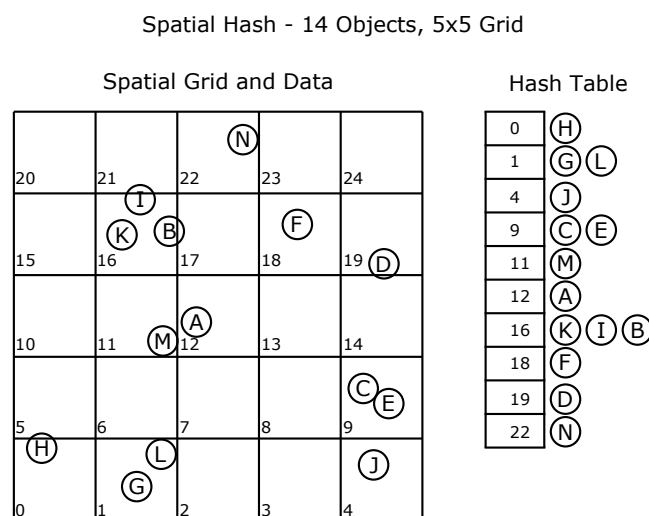 Spatial Hash - 14 Objects, 5x5 Grid
Spatial Grid and Data
Hash Table
N
20 21 22 23 24
I
K B F
15 16 17 18 19 D
A
M
10 11 12 13 14
C
E
5 6 7 8 9
H
L
J
G
0 1 2 3 4
0 H
1 G L
4 J
9 C E
11 M
12 A
16 K I B
18 F
19 D
22 N